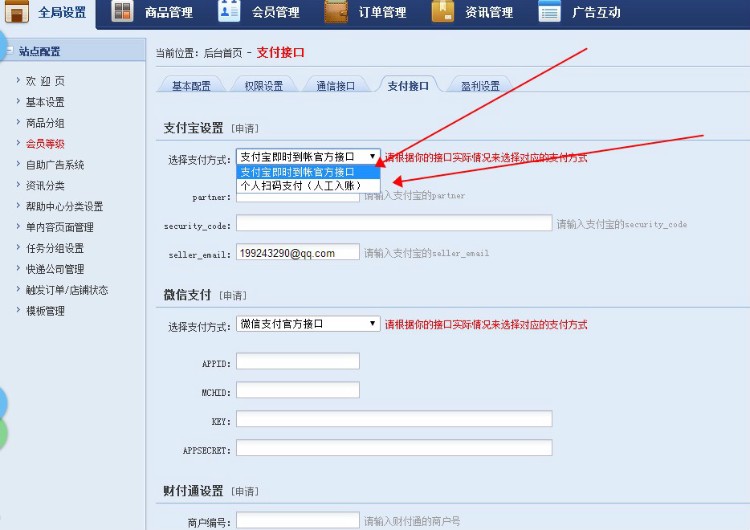 全局设置 商品管理 会员管理 订单管理 资讯管理 广告互动
站点配置
欢 迎 页
基本设置
商品分组
会员等级
自助广告系统
资讯分类
帮助中心分类设置
单内容页面管理
任务分组设置
快递公司管理
触发订单/店铺状态
模板管理
当前位置: 后台首页 - 支付接口
基本配置 权限设置 通信接口 支付接口 盈利设置
支付宝设置 [申请]
选择支付方式: 支付宝即时到帐官方接口 请根据你的接口实际情况来选择对应的支付方式
支付宝即时到帐官方接口
个人扫码支付(人工入账)
partner: 请输入支付宝的partner
security_code: 请输入支付宝的security_code
seller_email: 199243290@qq.com 请输入支付宝的seller_email
微信支付 [申请]
选择支付方式: 微信支付官方接口 请根据你的接口实际情况来选择对应的支付方式
APPID:
MCHID:
KEY:
APPSECRET:
财付通设置 [申请]
商户编号: 请输入财付通的商户号